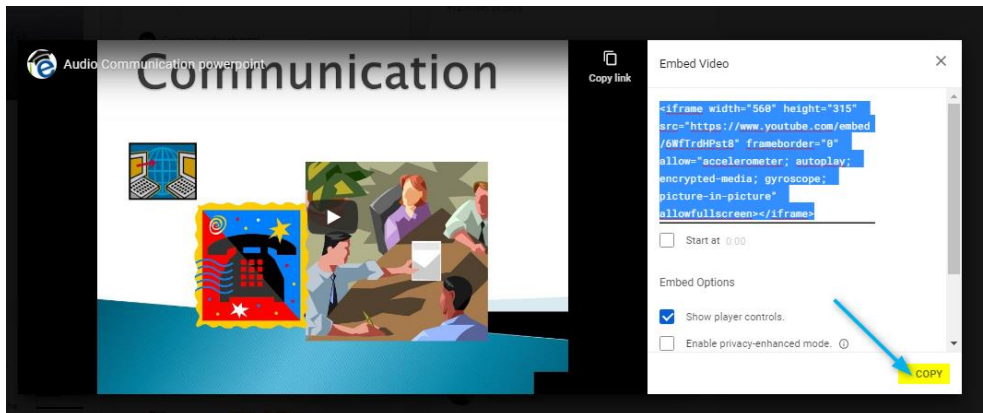 Audio Communication powerpoint
Communication
Copy link
Embed Video
<iframe width="560" height="315"
src="https://www.youtube.com/embed
/6WfTrdHPst8" frameborder="0"
allow="accelerometer; autoplay;
encrypted-media; gyroscope;
picture-in-picture"
allowfullscreen></iframe>
Start at 0:00
Embed Options
Show player controls.
Enable privacy-enhanced mode.
COPY